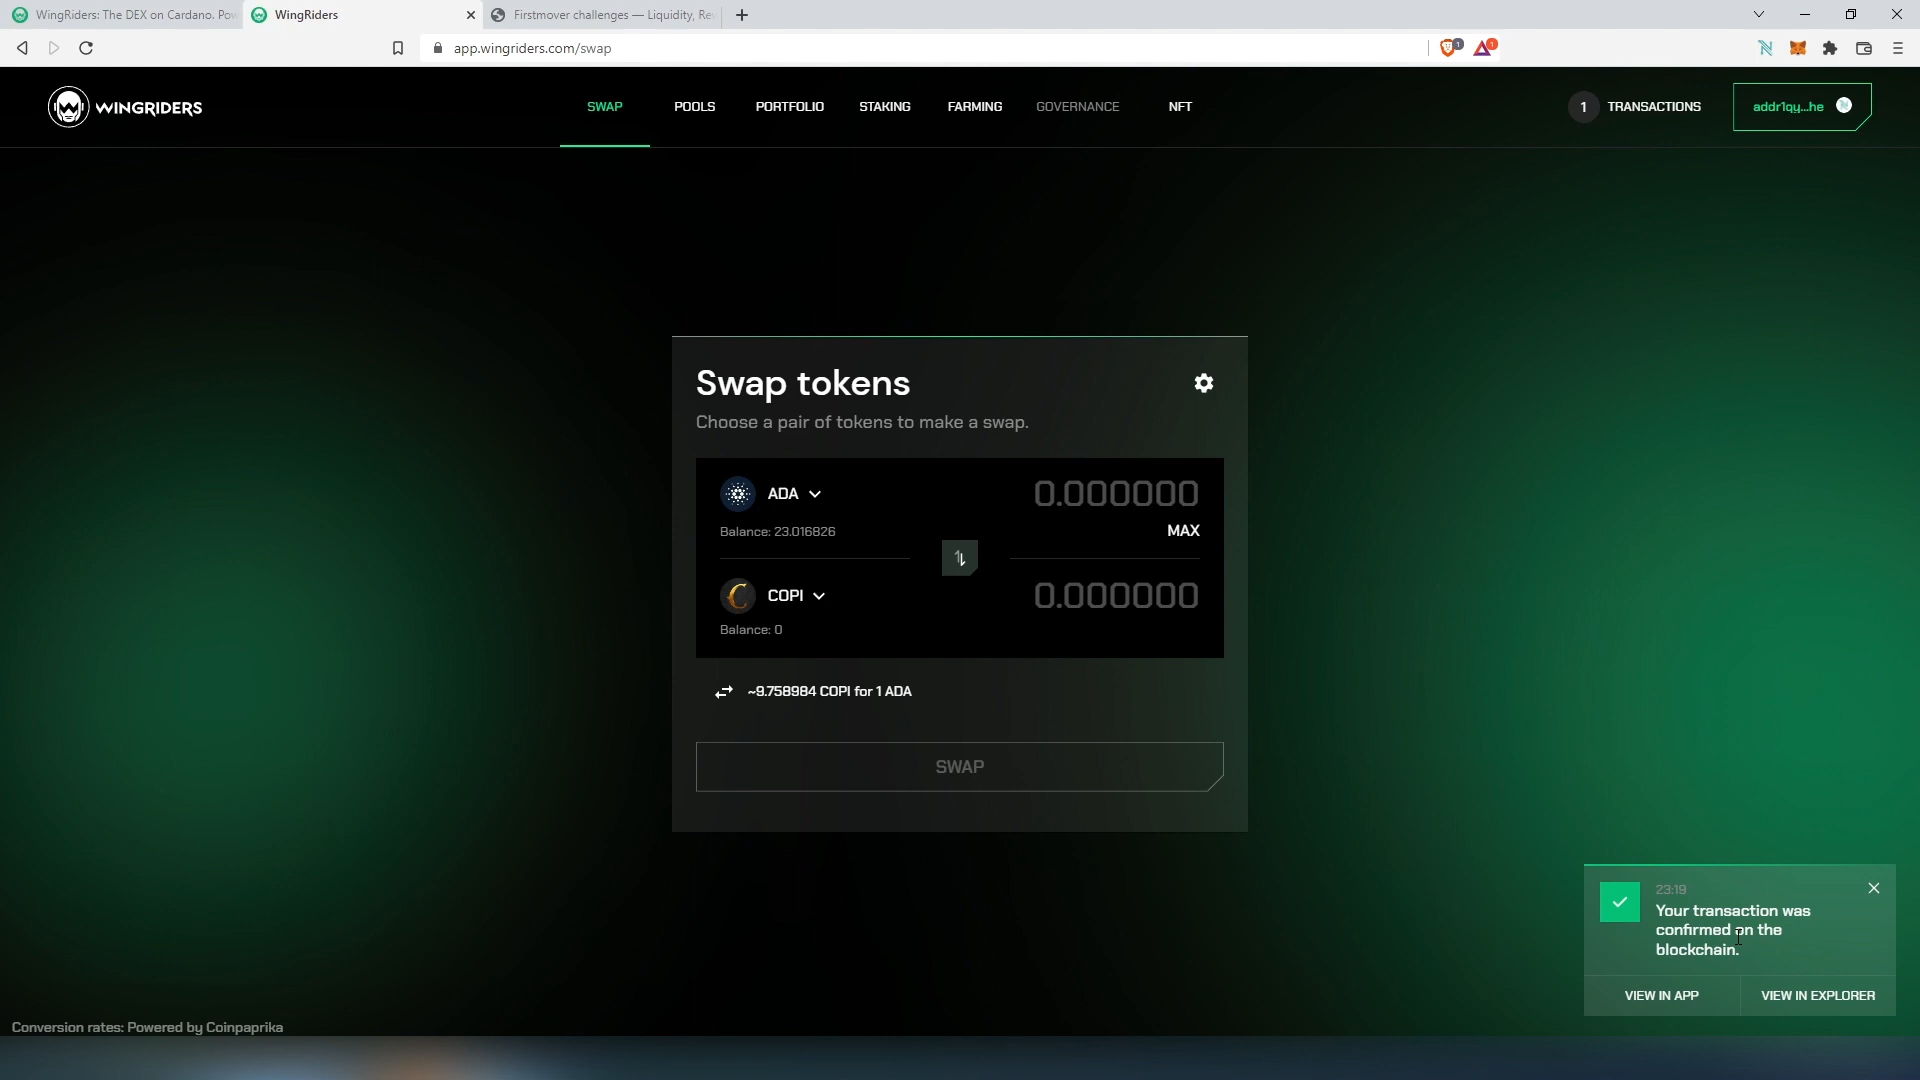 WingRiders: The DEX on Cardano. Pow
WingRiders
Firstmover challenges — Liquidity, Rew
app.wingriders.com/swap
1
1
WINGRIDERS
SWAP
POOLS
PORTFOLIO
STAKING
FARMING
GOVERNANCE
NFT
1
TRANSACTIONS
addr1qy...he
Swap tokens
Choose a pair of tokens to make a swap.
ADA
0.000000
Balance: 23.016826
MAX
COPI
0.000000
Balance: 0
~9.758984 COPI for 1 ADA
SWAP
23:19
Your transaction was
confirmed on the
blockchain.
VIEW IN APP
VIEW IN EXPLORER
Conversion rates: Powered by Coinpaprika